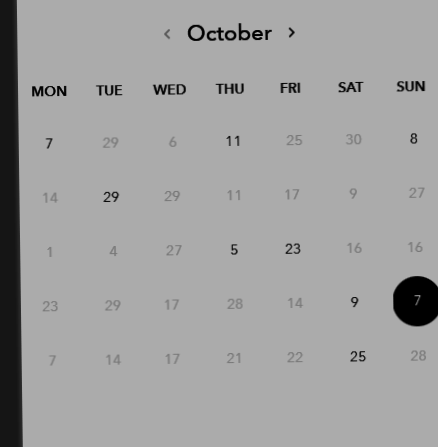 ‹ October ›
MON TUE WED THU FRI SAT SUN
7 29 6 11 25 30 8
14 29 29 11 17 9 27
1 4 27 5 23 16 16
23 29 17 28 14 9 7
7 14 17 21 22 25 28